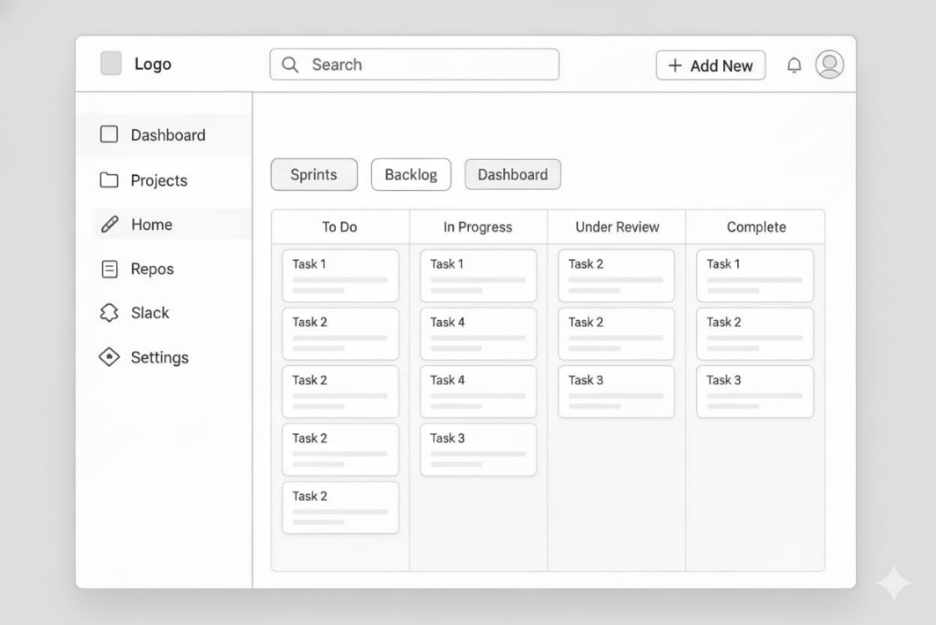 Logo
Search
+ Add New
Dashboard
Projects
Home
Repos
Slack
Settings
Sprints
Backlog
Dashboard
To Do
In Progress
Under Review
Complete
Task 1
Task 2
Task 2
Task 2
Task 2
Task 1
Task 4
Task 4
Task 3
Task 2
Task 2
Task 3
Task 1
Task 2
Task 3